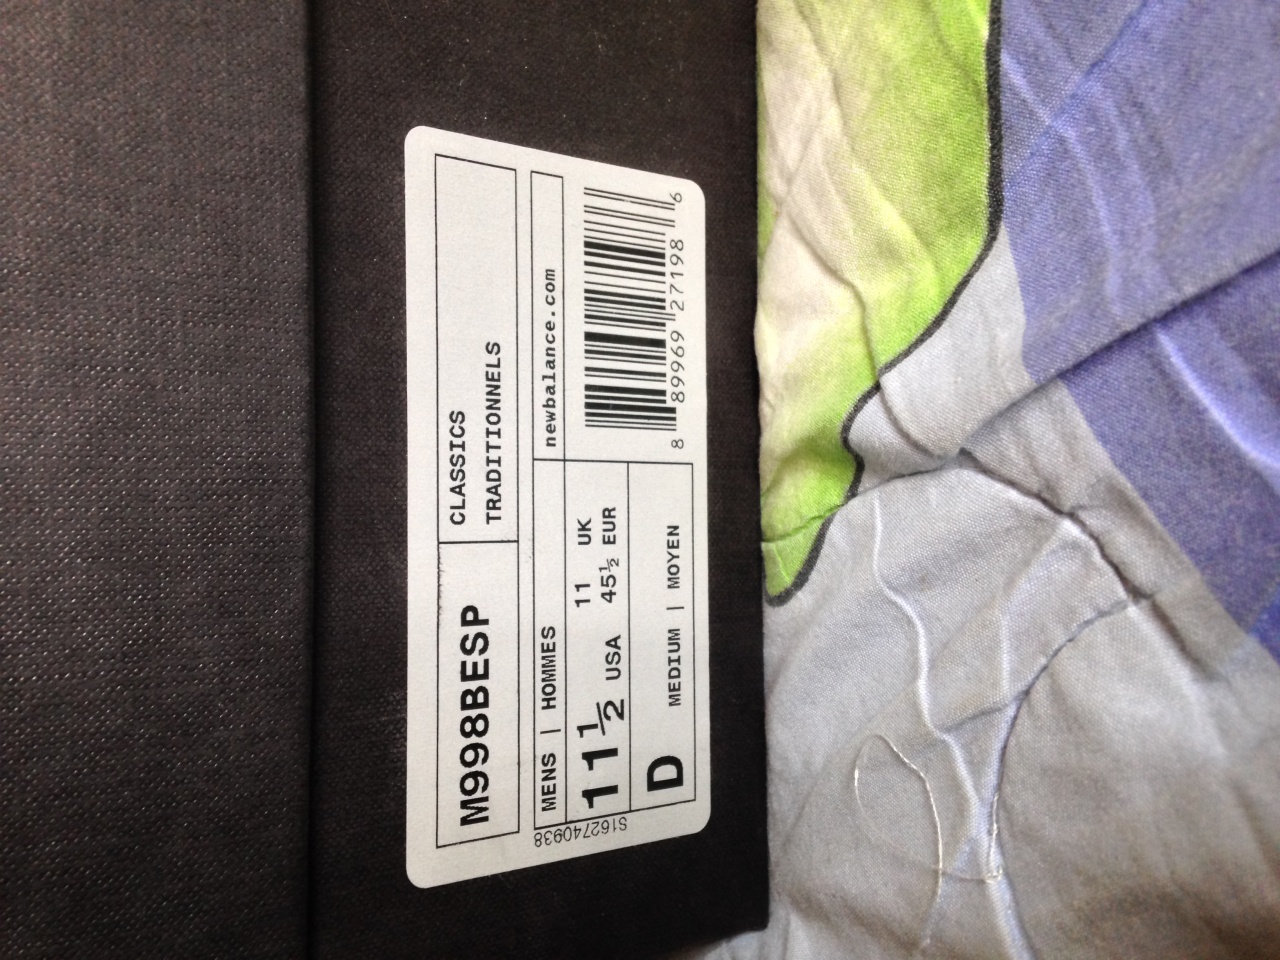 M998BESP
CLASSICS
TRADITIONNELS
MENS | HOMMES
newbalance.com
11½ USA
11 UK
45½ EUR
D
MEDIUM | MOYEN
8 89969 27198 6
S162740938